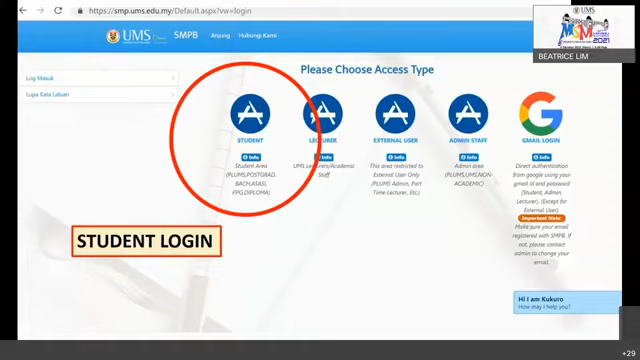 https://smp.ums.edu.my/Default.aspx?vw=login
UMS SMPB Anjung Hubungi Kami
UMS
MSM
2021
BEATRICE LIM
Please Choose Access Type
Log Masuk
Lupa Kata Laluan
STUDENT
Info
Student Area
(PLUMS,POSTGRAD,
BACH,ASASI,
PPG,DIPLOMA)
LECTURER
Info
UMS Lecturers/Academic
Staff
EXTERNAL USER
Info
This area restricted to
External User Only
(PLUMS Admin, Part
Time Lecturer, Etc.)
ADMIN STAFF
Info
Admin area
(PLUMS,UMS,NON-
ACADEMIC)
GMAIL LOGIN
Info
Direct authentication
from google using your
gmail id and password
(Student, Admin,
Lecturer). (Except for
External User).
Important Note:
Make sure your email
registered with SMPB. If
not, please contact
admin to change your
email.
STUDENT LOGIN
Hi I am Kukuro
How may I help you?
+29